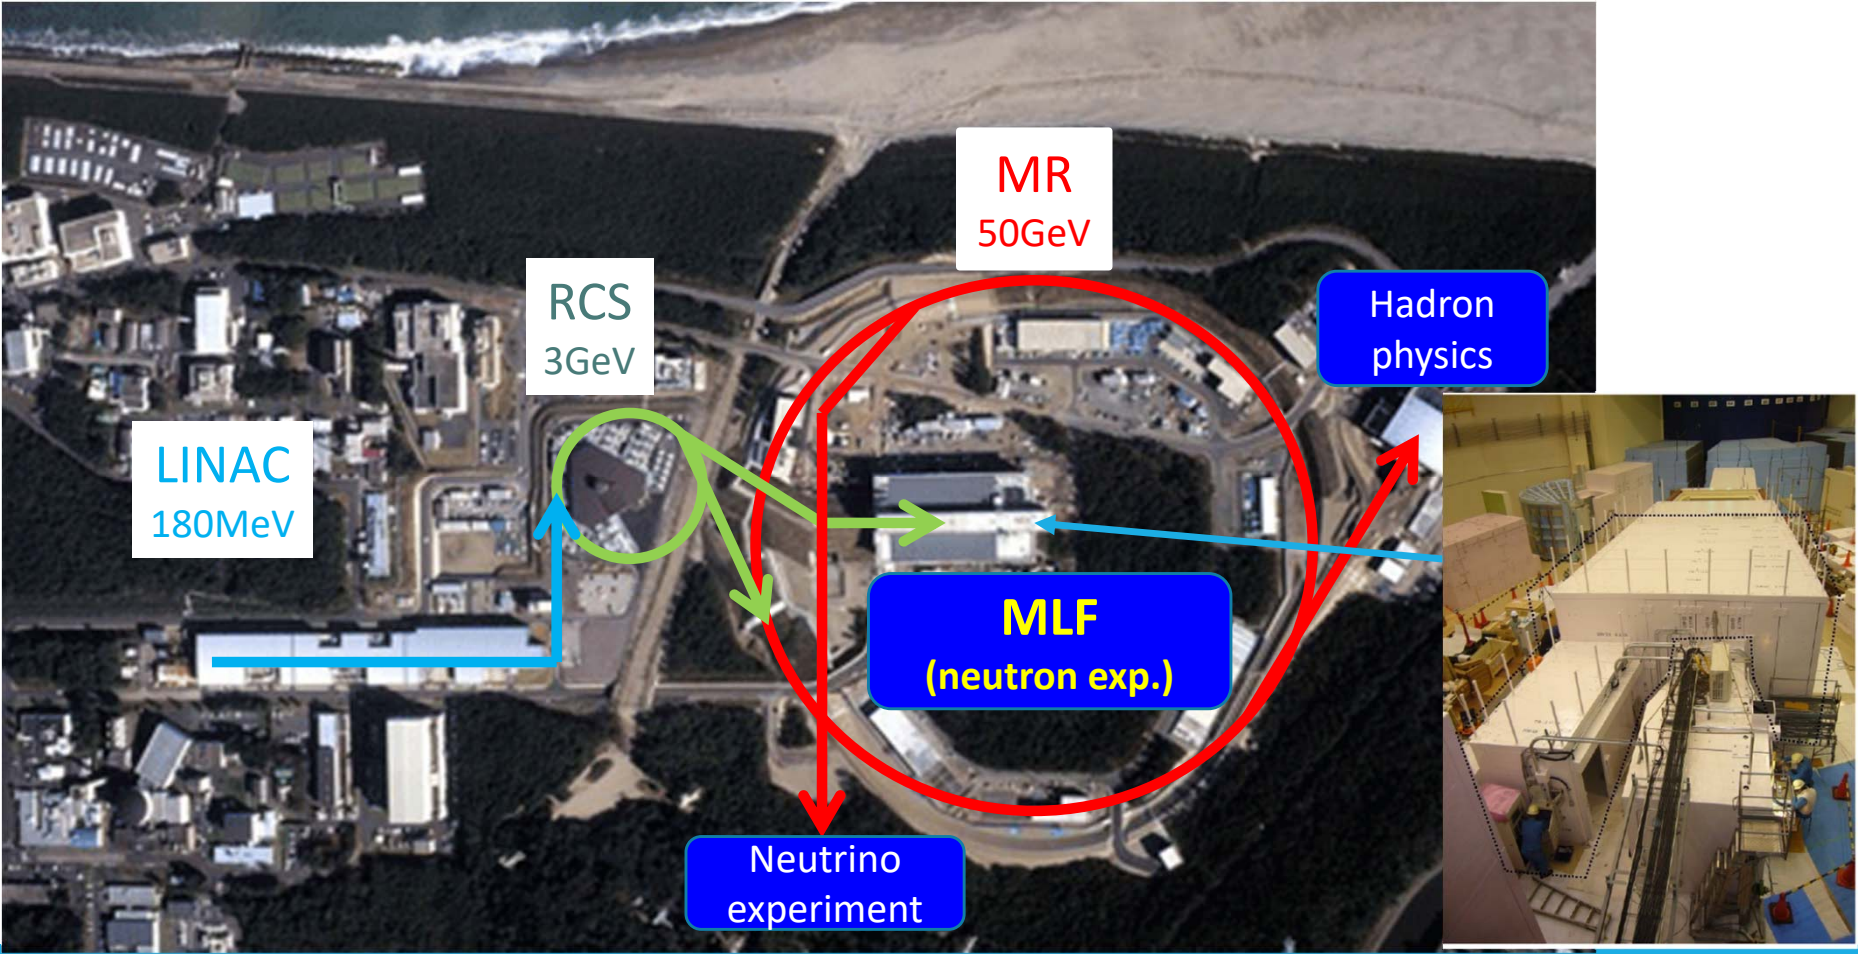 MR
50GeV
RCS
3GeV
Hadron
physics
LINAC
180MeV
MLF
(neutron exp.)
Neutrino
experiment